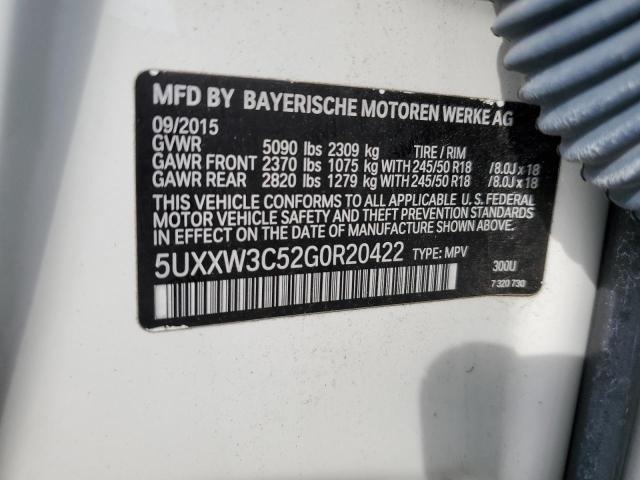 MFD BY BAYERISCHE MOTOREN WERKE AG
09/2015
GVWR 5090 lbs 2309 kg TIRE / RIM
GAWR FRONT 2370 lbs 1075 kg WITH 245/50 R18 / 8.0J x 18
GAWR REAR 2820 lbs 1279 kg WITH 245/50 R18 / 8.0J x 18
THIS VEHICLE CONFORMS TO ALL APPLICABLE U.S. FEDERAL
MOTOR VEHICLE SAFETY AND THEFT PREVENTION STANDARDS
IN EFFECT ON THE DATE OF MANUFACTURE SHOWN ABOVE.
5UXXW3C52G0R20422 TYPE: MPV
300U
7 320 730